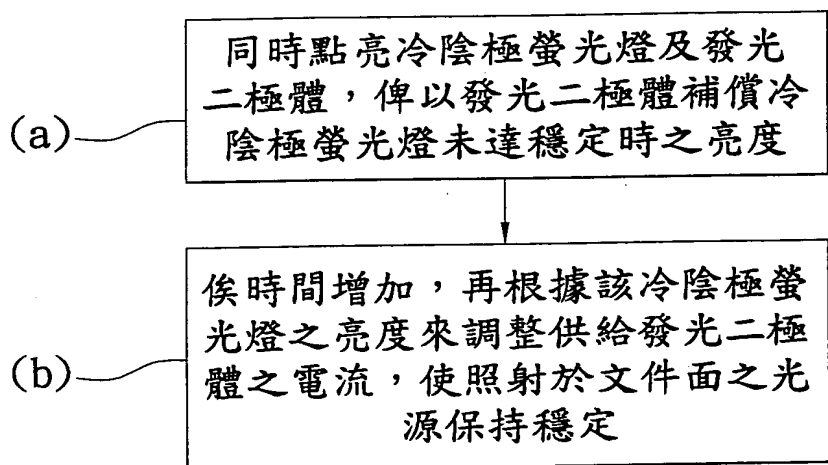 (a)
同時點亮冷陰極螢光燈及發光
二極體，俾以發光二極體補償冷
陰極螢光燈未達穩定時之亮度
(b)
俟時間增加，再根據該冷陰極螢
光燈之亮度來調整供給發光二極
體之電流，使照射於文件面之光
源保持穩定